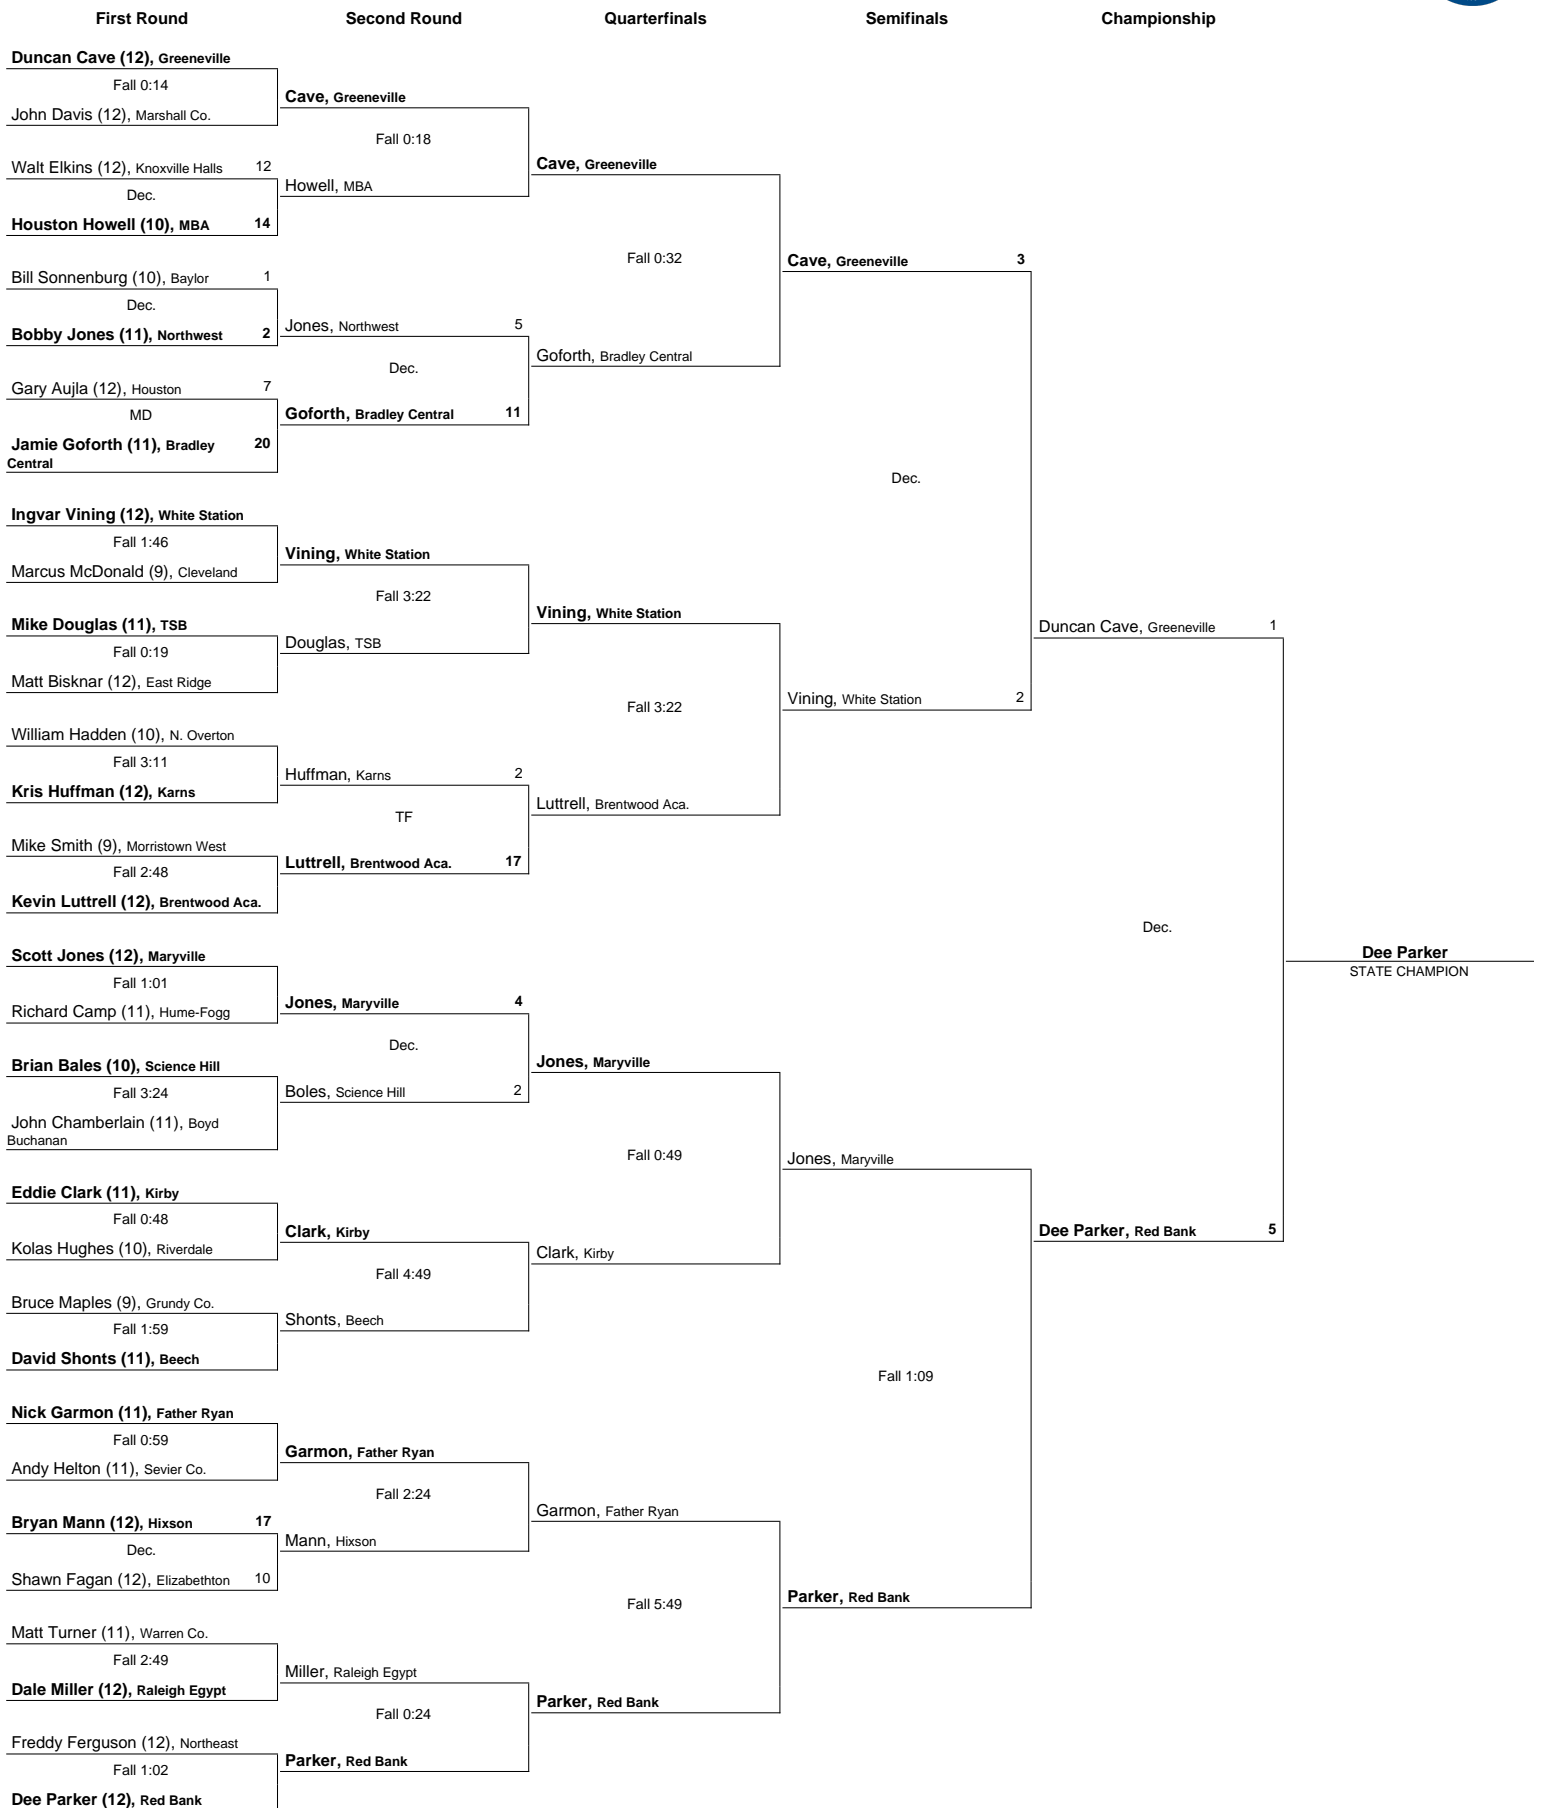 First Round Second Round Quarterfinals Semifinals Championship
Duncan Cave (12), Greeneville
Fall 0:14
John Davis (12), Marshall Co.
Walt Elkins (12), Knoxville Halls 12
Dec.
Houston Howell (10), MBA 14
Bill Sonnenburg (10), Baylor 1
Dec.
Bobby Jones (11), Northwest 2
Gary Aujla (12), Houston 7
MD
Jamie Goforth (11), Bradley 20
Central
Ingvar Vining (12), White Station
Fall 1:46
Marcus McDonald (9), Cleveland
Mike Douglas (11), TSB
Fall 0:19
Matt Bisknar (12), East Ridge
William Hadden (10), N. Overton
Fall 3:11
Kris Huffman (12), Karns
Mike Smith (9), Morristown West
Fall 2:48
Kevin Luttrell (12), Brentwood Aca.
Scott Jones (12), Maryville
Fall 1:01
Richard Camp (11), Hume-Fogg
Brian Bales (10), Science Hill
Fall 3:24
John Chamberlain (11), Boyd
Buchanan
Eddie Clark (11), Kirby
Fall 0:48
Kolas Hughes (10), Riverdale
Bruce Maples (9), Grundy Co.
Fall 1:59
David Shonts (11), Beech
Nick Garmon (11), Father Ryan
Fall 0:59
Andy Helton (11), Sevier Co.
Bryan Mann (12), Hixson 17
Dec.
Shawn Fagan (12), Elizabethton 10
Matt Turner (11), Warren Co.
Fall 2:49
Dale Miller (12), Raleigh Egypt
Freddy Ferguson (12), Northeast
Fall 1:02
Dee Parker (12), Red Bank
Cave, Greeneville
Fall 0:18
Howell, MBA
Jones, Northwest 5
Dec.
Goforth, Bradley Central 11
Vining, White Station
Fall 3:22
Douglas, TSB
Huffman, Karns 2
TF
Luttrell, Brentwood Aca. 17
Jones, Maryville 4
Dec.
Boles, Science Hill 2
Clark, Kirby
Fall 4:49
Shonts, Beech
Garmon, Father Ryan
Fall 2:24
Mann, Hixson
Miller, Raleigh Egypt
Fall 0:24
Parker, Red Bank
Cave, Greeneville
Fall 0:32
Goforth, Bradley Central
Vining, White Station
Fall 3:22
Luttrell, Brentwood Aca.
Jones, Maryville
Fall 0:49
Clark, Kirby
Garmon, Father Ryan
Fall 5:49
Parker, Red Bank
Cave, Greeneville 3
Dec.
Vining, White Station 2
Jones, Maryville
Fall 1:09
Parker, Red Bank
Duncan Cave, Greeneville 1
Dec.
Dee Parker, Red Bank 5
Dee Parker
STATE CHAMPION